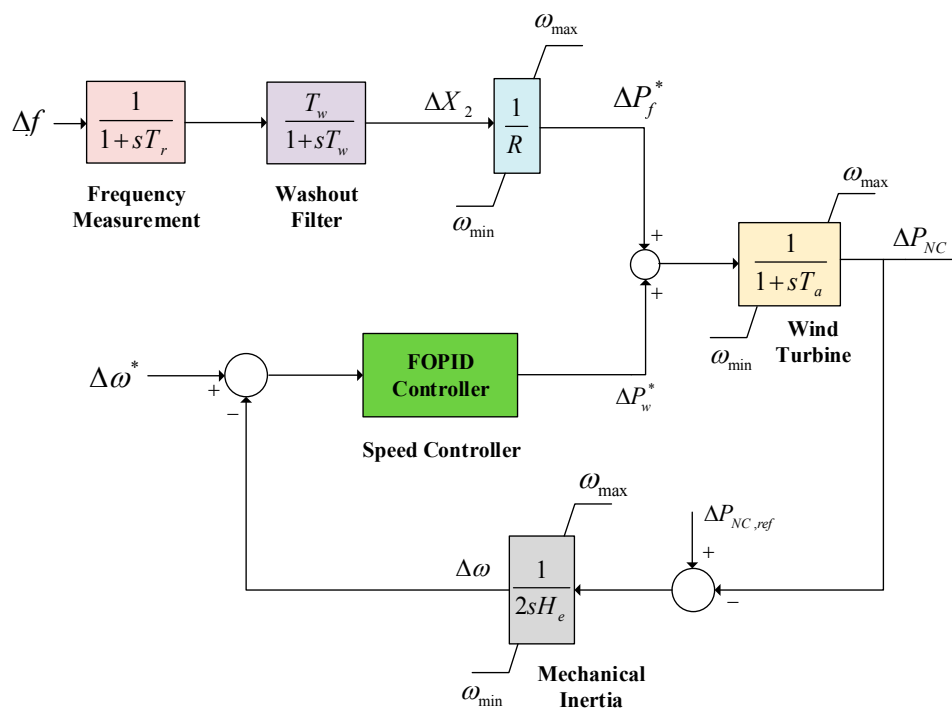 ω_max
Δf
1
1+sT_r
T_w
1+sT_w
ΔX_2
1
R
ΔP_f^*
Frequency
Measurement
Washout
Filter
ω_min
ω_max
+
+
1
1+sT_a
ΔP_NC
Wind
Turbine
ω_min
Δω^*
+
−
FOPID
Controller
ΔP_w^*
Speed Controller
ω_max
ΔP_NC,ref
+
−
Δω
1
2sH_e
ω_min
Mechanical
Inertia